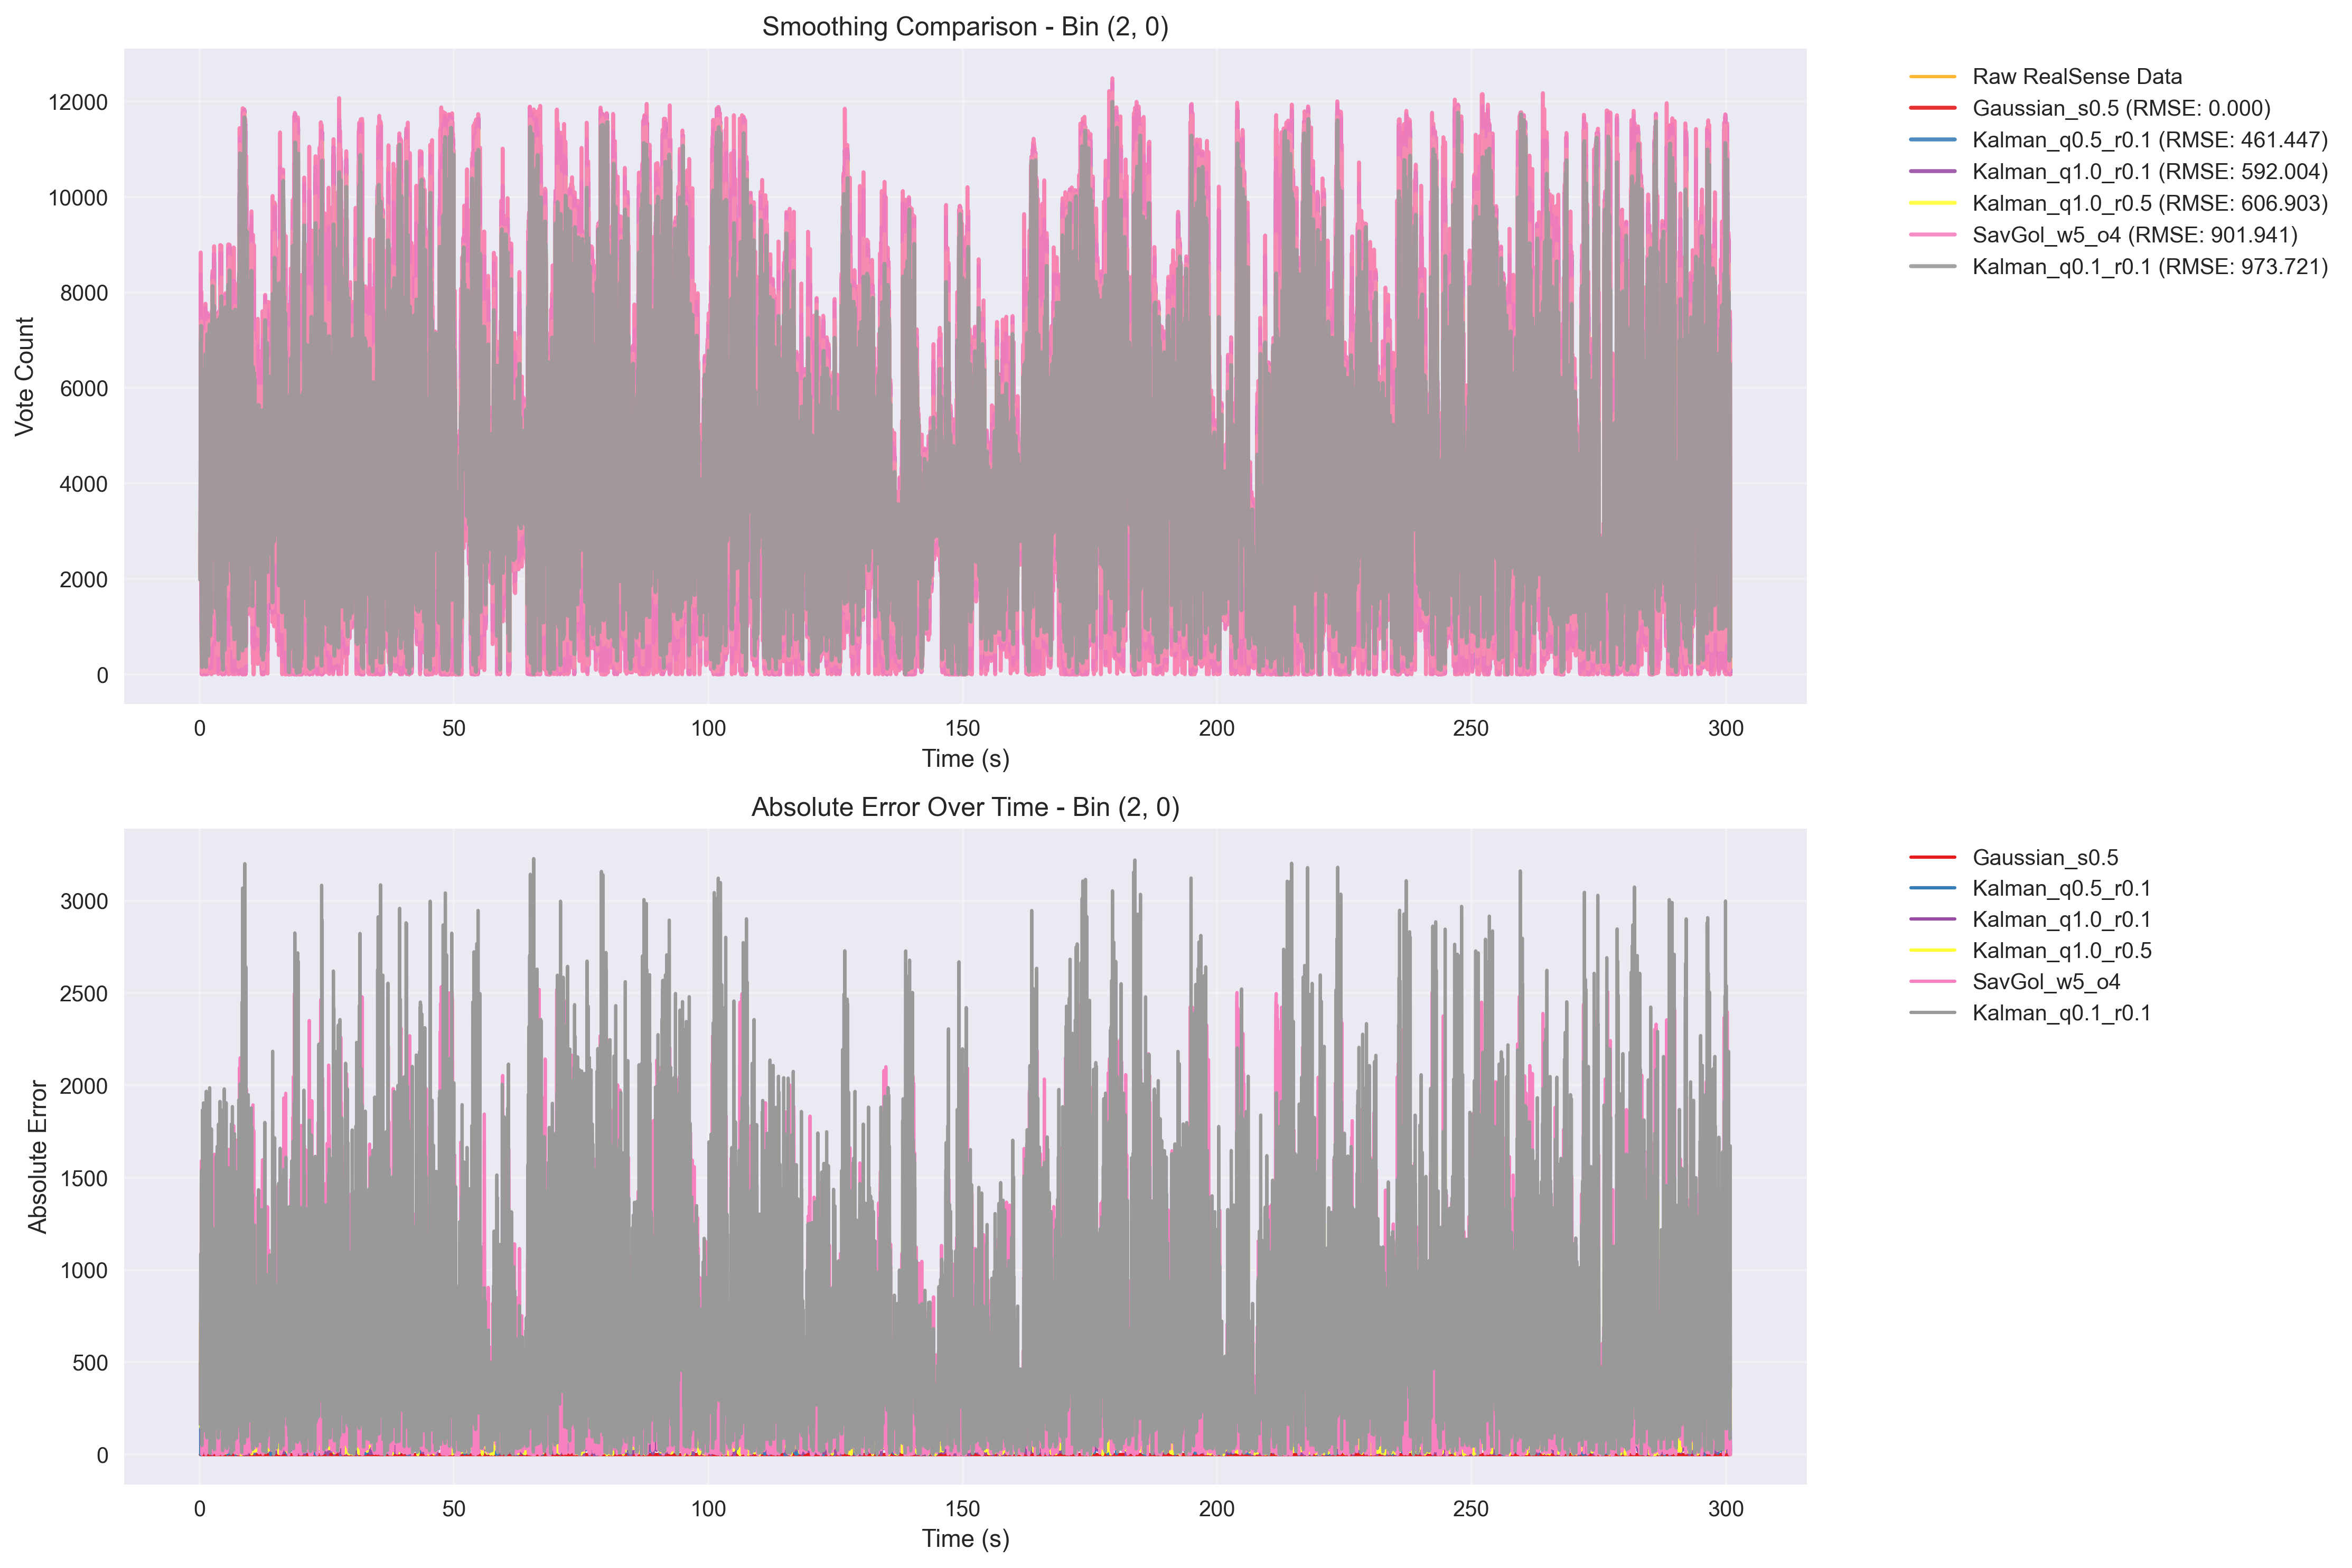 Smoothing Comparison - Bin (2, 0)
Vote Count
12000
10000
8000
6000
4000
2000
0
0 50 100 150 200 250 300
Time (s)
Raw RealSense Data
Gaussian_s0.5 (RMSE: 0.000)
Kalman_q0.5_r0.1 (RMSE: 461.447)
Kalman_q1.0_r0.1 (RMSE: 592.004)
Kalman_q1.0_r0.5 (RMSE: 606.903)
SavGol_w5_o4 (RMSE: 901.941)
Kalman_q0.1_r0.1 (RMSE: 973.721)
Absolute Error Over Time - Bin (2, 0)
Absolute Error
3000
2500
2000
1500
1000
500
0
0 50 100 150 200 250 300
Time (s)
Gaussian_s0.5
Kalman_q0.5_r0.1
Kalman_q1.0_r0.1
Kalman_q1.0_r0.5
SavGol_w5_o4
Kalman_q0.1_r0.1